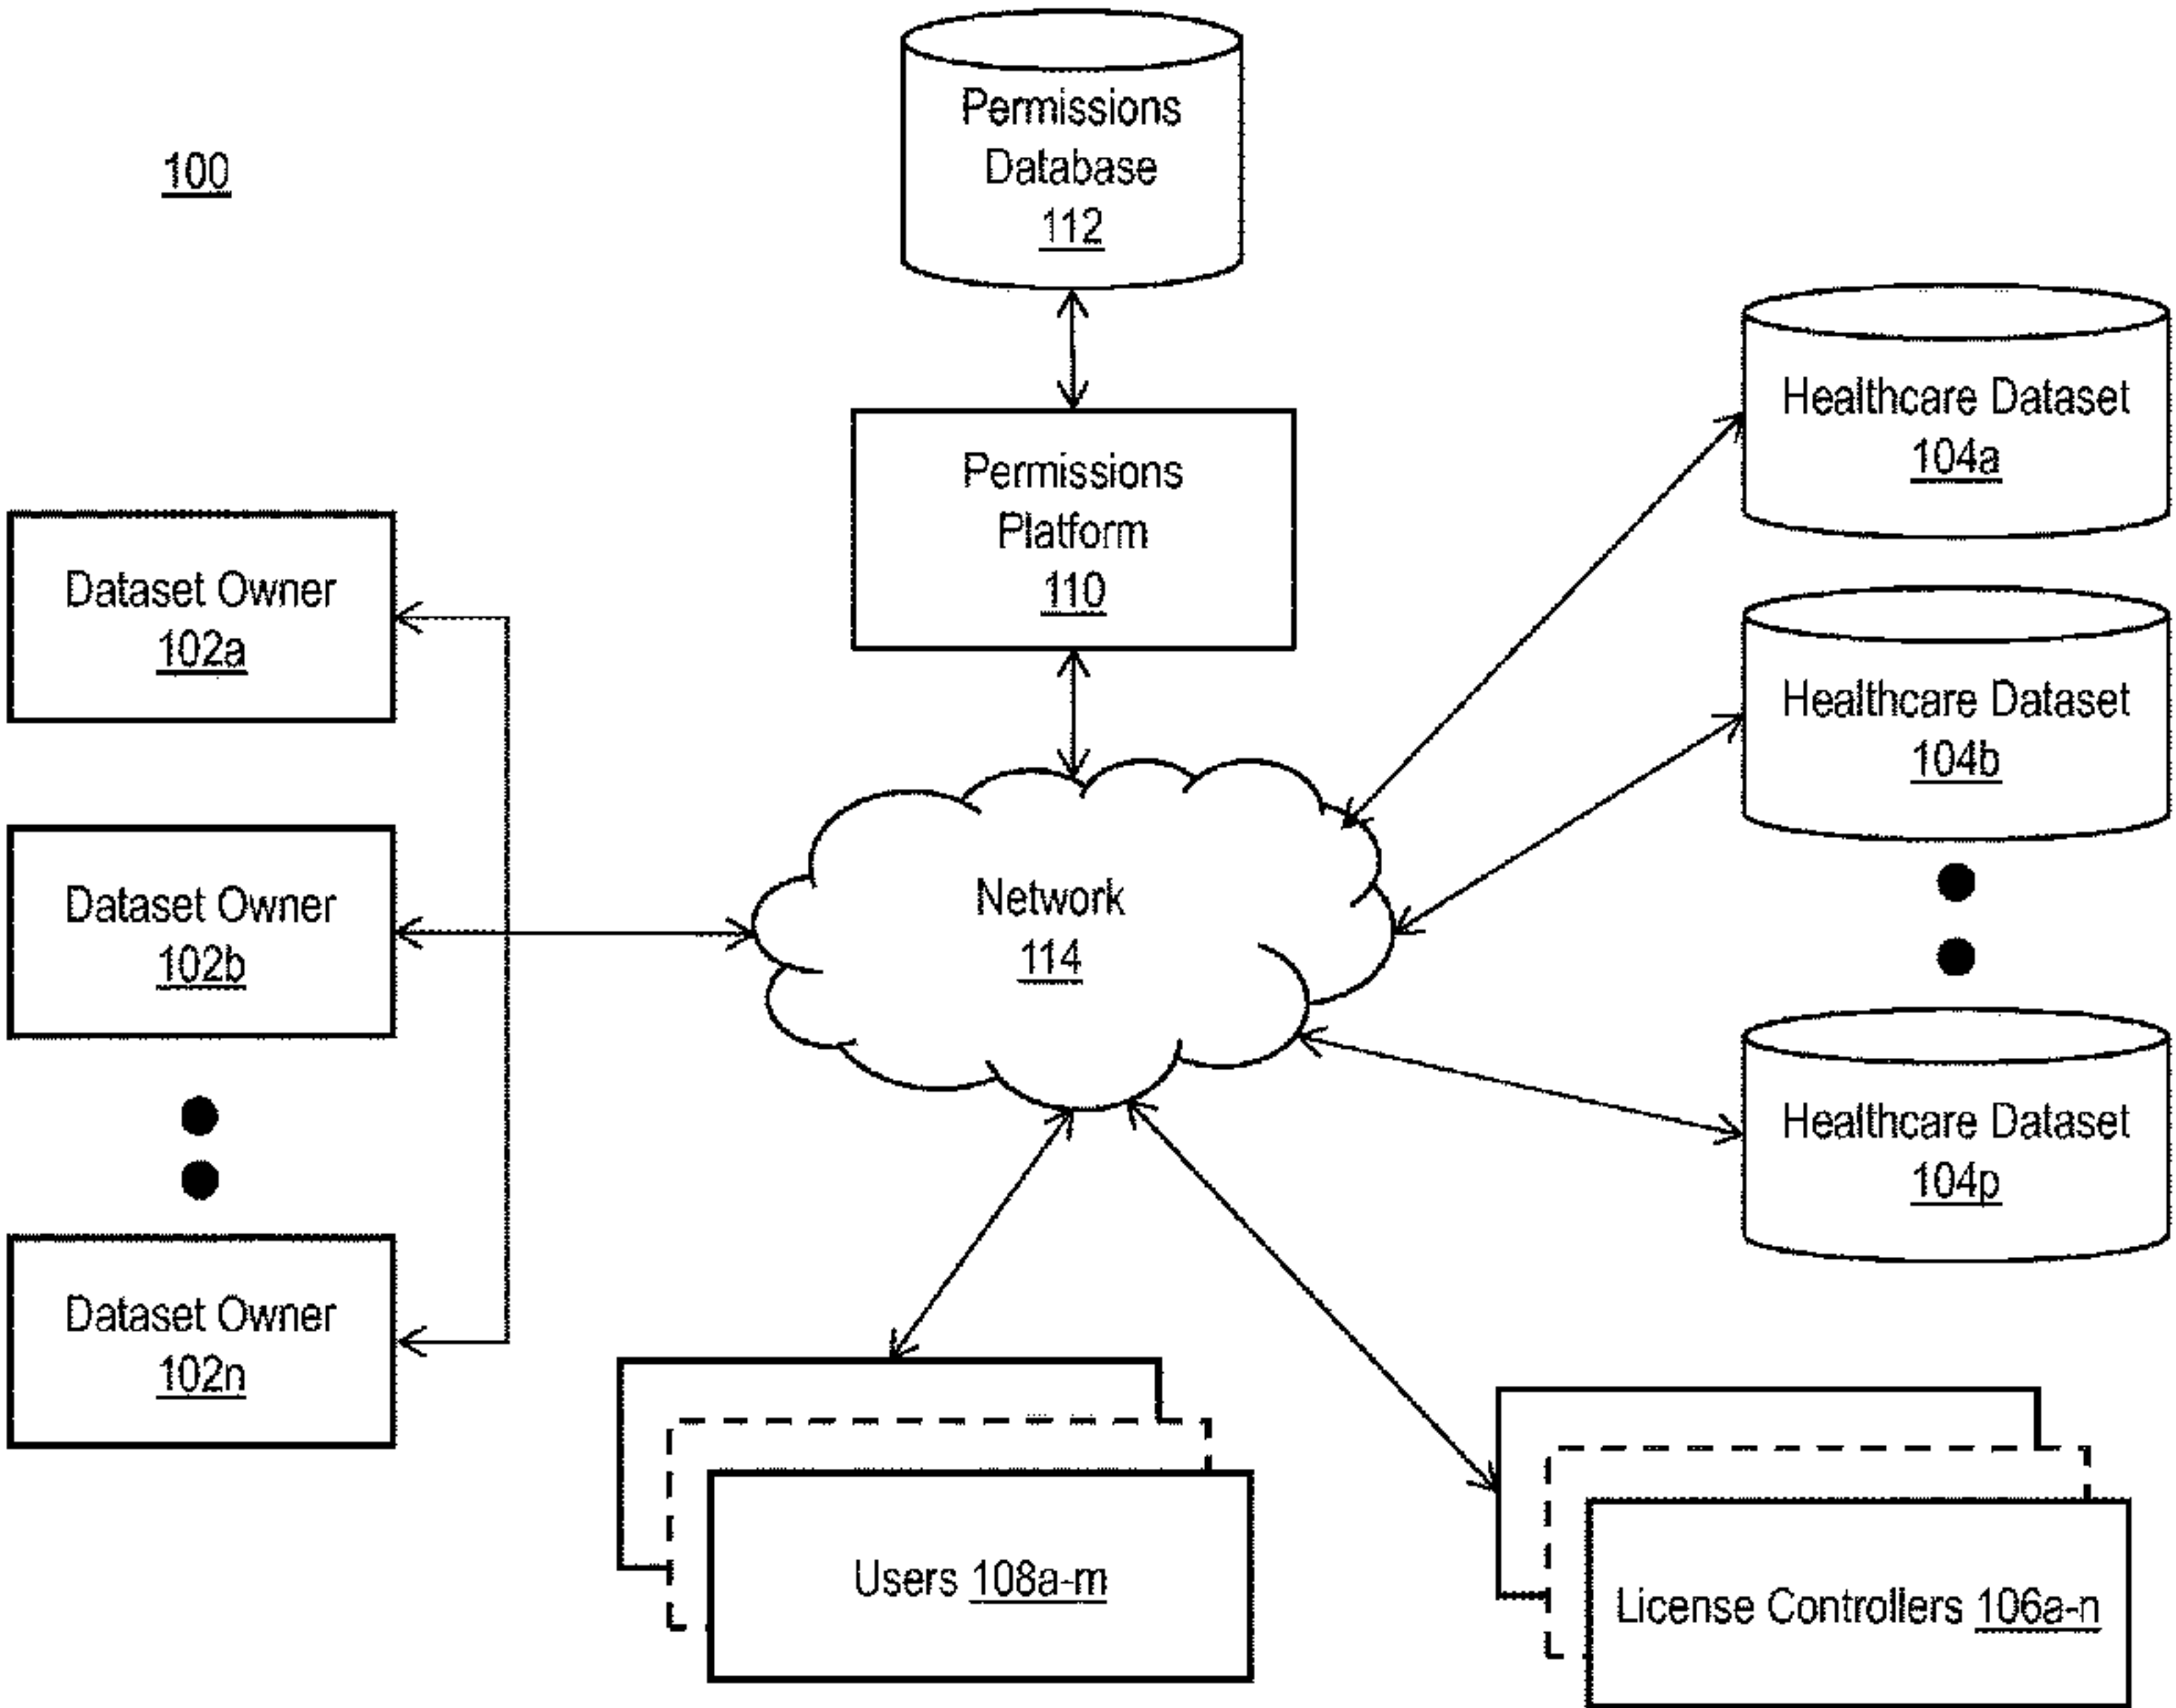 100
Permissions
Database
112
Permissions
Platform
110
Dataset Owner
102a
Dataset Owner
102b
Dataset Owner
102n
Network
114
Healthcare Dataset
104a
Healthcare Dataset
104b
Healthcare Dataset
104p
Users 108a-m
License Controllers 106a-n